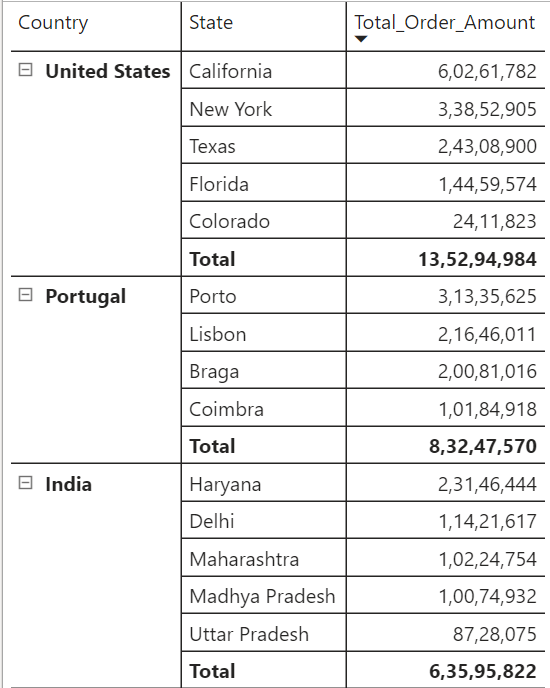 Country State Total_Order_Amount
United States California 6,02,61,782
New York 3,38,52,905
Texas 2,43,08,900
Florida 1,44,59,574
Colorado 24,11,823
Total 13,52,94,984
Portugal Porto 3,13,35,625
Lisbon 2,16,46,011
Braga 2,00,81,016
Coimbra 1,01,84,918
Total 8,32,47,570
India Haryana 2,31,46,444
Delhi 1,14,21,617
Maharashtra 1,02,24,754
Madhya Pradesh 1,00,74,932
Uttar Pradesh 87,28,075
Total 6,35,95,822